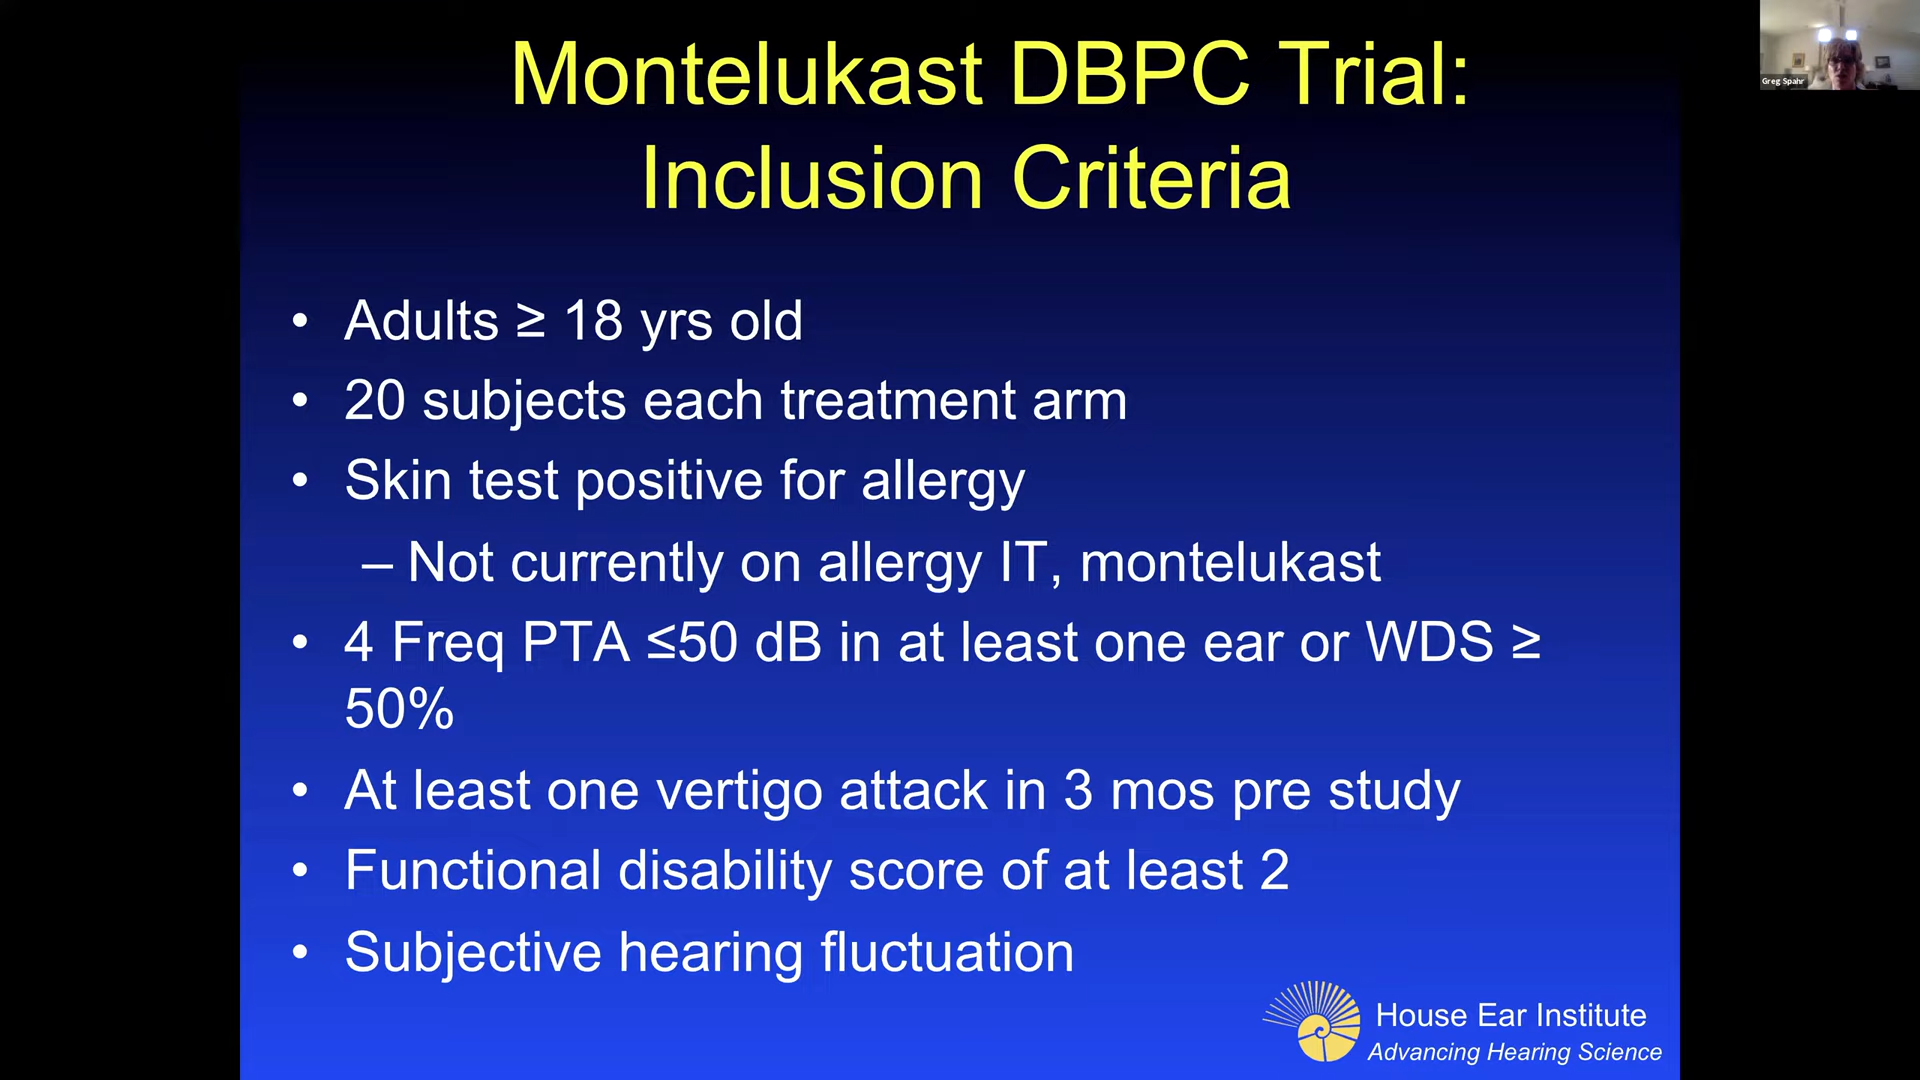 Montelukast DBPC Trial:
Inclusion Criteria
Greg Spahr
• Adults ≥ 18 yrs old
• 20 subjects each treatment arm
• Skin test positive for allergy
– Not currently on allergy IT, montelukast
• 4 Freq PTA ≤50 dB in at least one ear or WDS ≥
50%
• At least one vertigo attack in 3 mos pre study
• Functional disability score of at least 2
• Subjective hearing fluctuation
House Ear Institute
Advancing Hearing Science